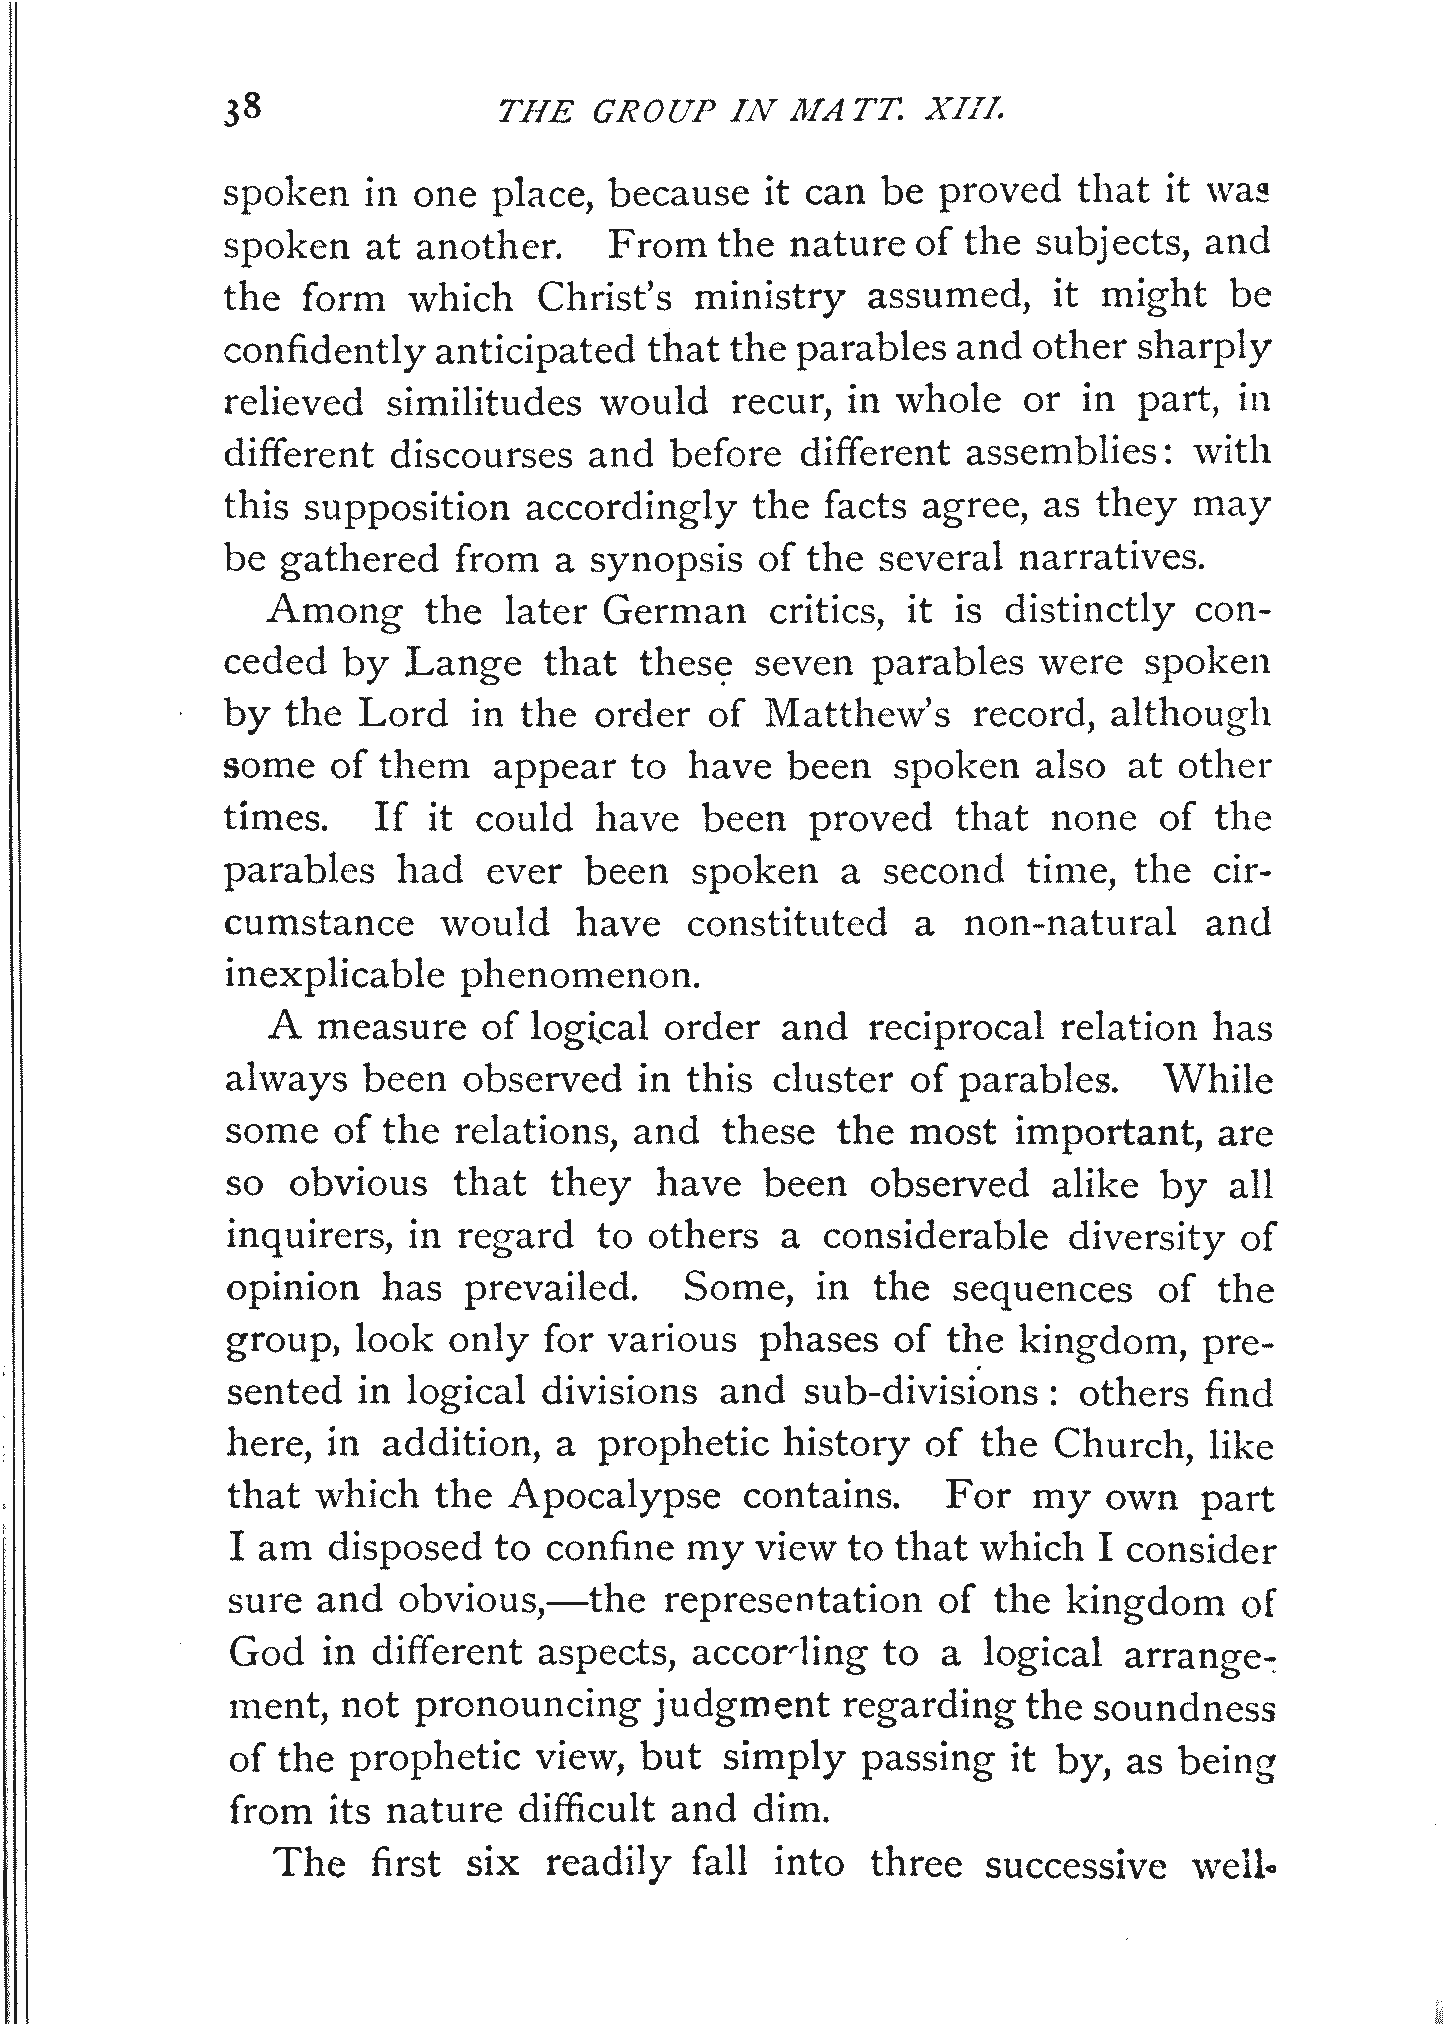 38 THE GROUP IN MATT. XIII.
spoken in one place, because it can be proved that it was
spoken at another. From the nature of the subjects, and
the form which Christ's ministry assumed, it might be
confidently anticipated that the parables and other sharply
relieved similitudes would recur, in whole or in part, in
different discourses and before different assemblies: with
this supposition accordingly the facts agree, as they may
be gathered from a synopsis of the several narratives.
Among the later German critics, it is distinctly con-
ceded by Lange that these seven parables were spoken
by the Lord in the order of Matthew's record, although
some of them appear to have been spoken also at other
times. If it could have been proved that none of the
parables had ever been spoken a second time, the cir-
cumstance would have constituted a non-natural and
inexplicable phenomenon.
A measure of logical order and reciprocal relation has
always been observed in this cluster of parables. While
some of the relations, and these the most important, are
so obvious that they have been observed alike by all
inquirers, in regard to others a considerable diversity of
opinion has prevailed. Some, in the sequences of the
group, look only for various phases of the kingdom, pre-
sented in logical divisions and sub-divisions : others find
here, in addition, a prophetic history of the Church, like
that which the Apocalypse contains. For my own part
I am disposed to confine my view to that which I consider
sure and obvious,—the representation of the kingdom of
God in different aspects, according to a logical arrange-
ment, not pronouncing judgment regarding the soundness
of the prophetic view, but simply passing it by, as being
from its nature difficult and dim.
The first six readily fall into three successive well-